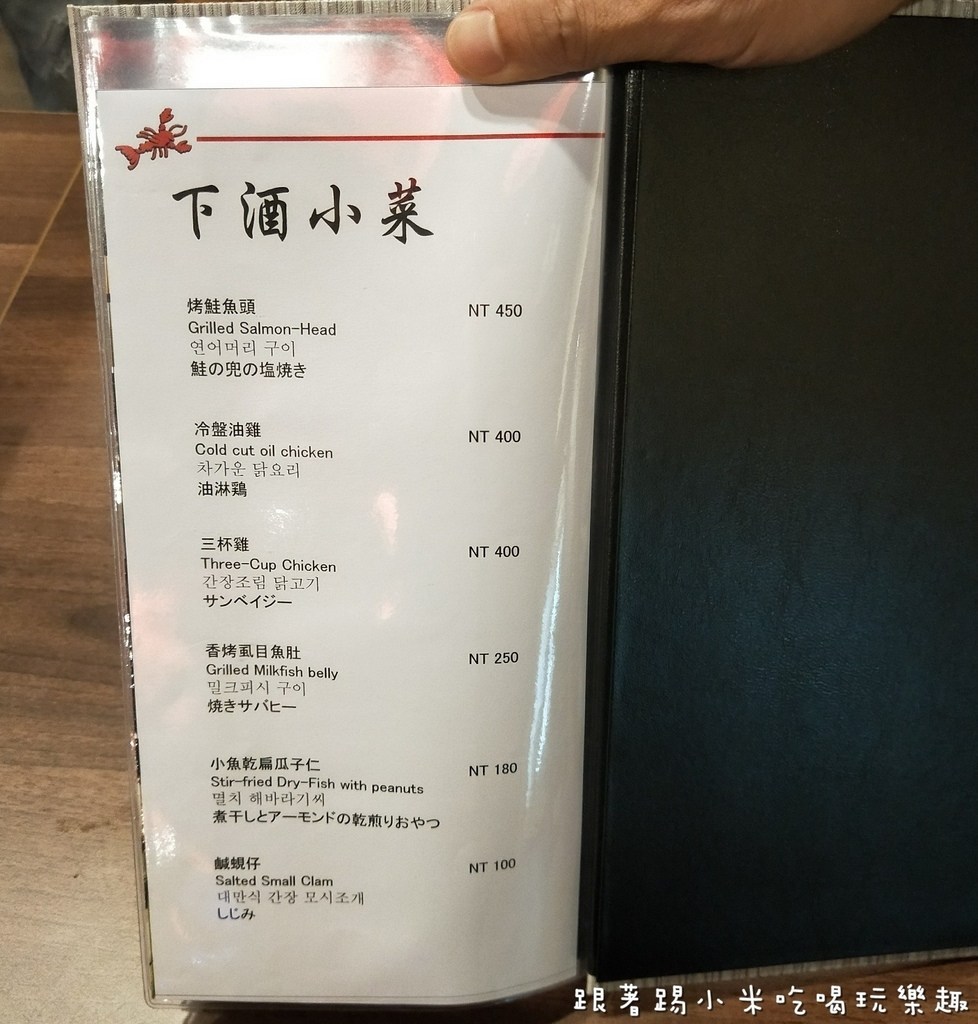 下酒小菜
烤鮭魚頭
NT 450
Grilled Salmon-Head
연어머리 구이
鮭の兜の塩焼き
冷盤油雞
NT 400
Cold cut oil chicken
차가운 닭요리
油淋鶏
三杯雞
NT 400
Three-Cup Chicken
간장조림 닭고기
サンベイジー
香烤虱目魚肚
NT 250
Grilled Milkfish belly
밀크피시 구이
焼きサバヒー
小魚乾扁瓜子仁
NT 180
Stir-fried Dry-Fish with peanuts
멸치 해바라기씨
煮干しとアーモンドの乾煎りおやつ
鹹蜆仔
NT 100
Salted Small Clam
대만식 간장 모시조개
しじみ
跟著踢小米吃喝玩樂趣